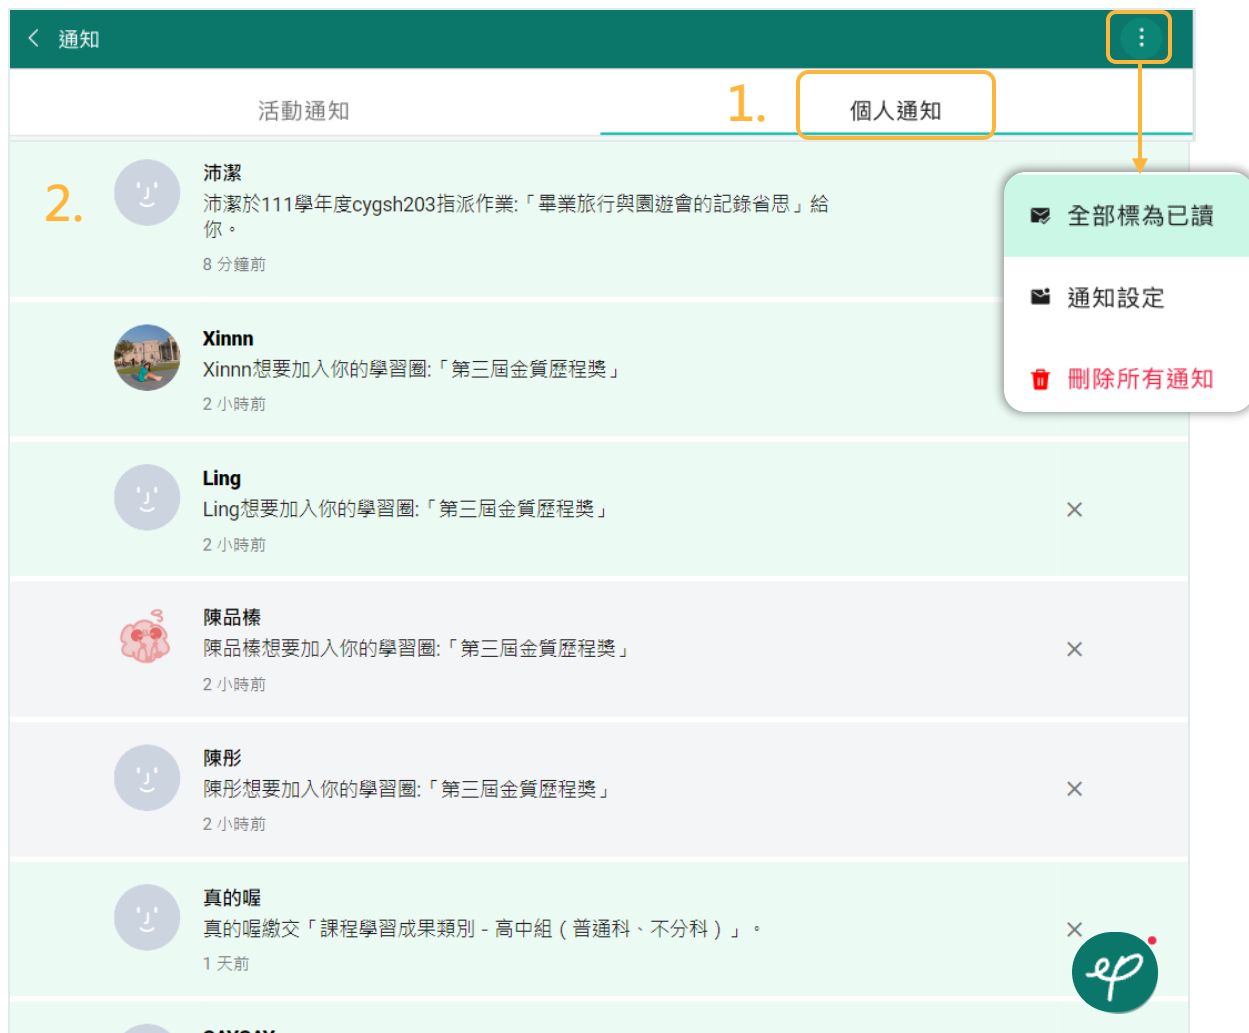 通知
活動通知
1.
個人通知
2.
沛潔
沛潔於111學年度cygsh203指派作業:「畢業旅行與園遊會的記錄省思」給
你。
8 分鐘前
全部標為已讀
通知設定
刪除所有通知
Xinnn
Xinnn想要加入你的學習圈:「第三屆金質歷程獎」
2 小時前
Ling
Ling想要加入你的學習圈:「第三屆金質歷程獎」
2 小時前
陳品榛
陳品榛想要加入你的學習圈:「第三屆金質歷程獎」
2 小時前
陳彤
陳彤想要加入你的學習圈:「第三屆金質歷程獎」
2 小時前
真的喔
真的喔繳交「課程學習成果類別 - 高中組（普通科、不分科）」。
1 天前
ep